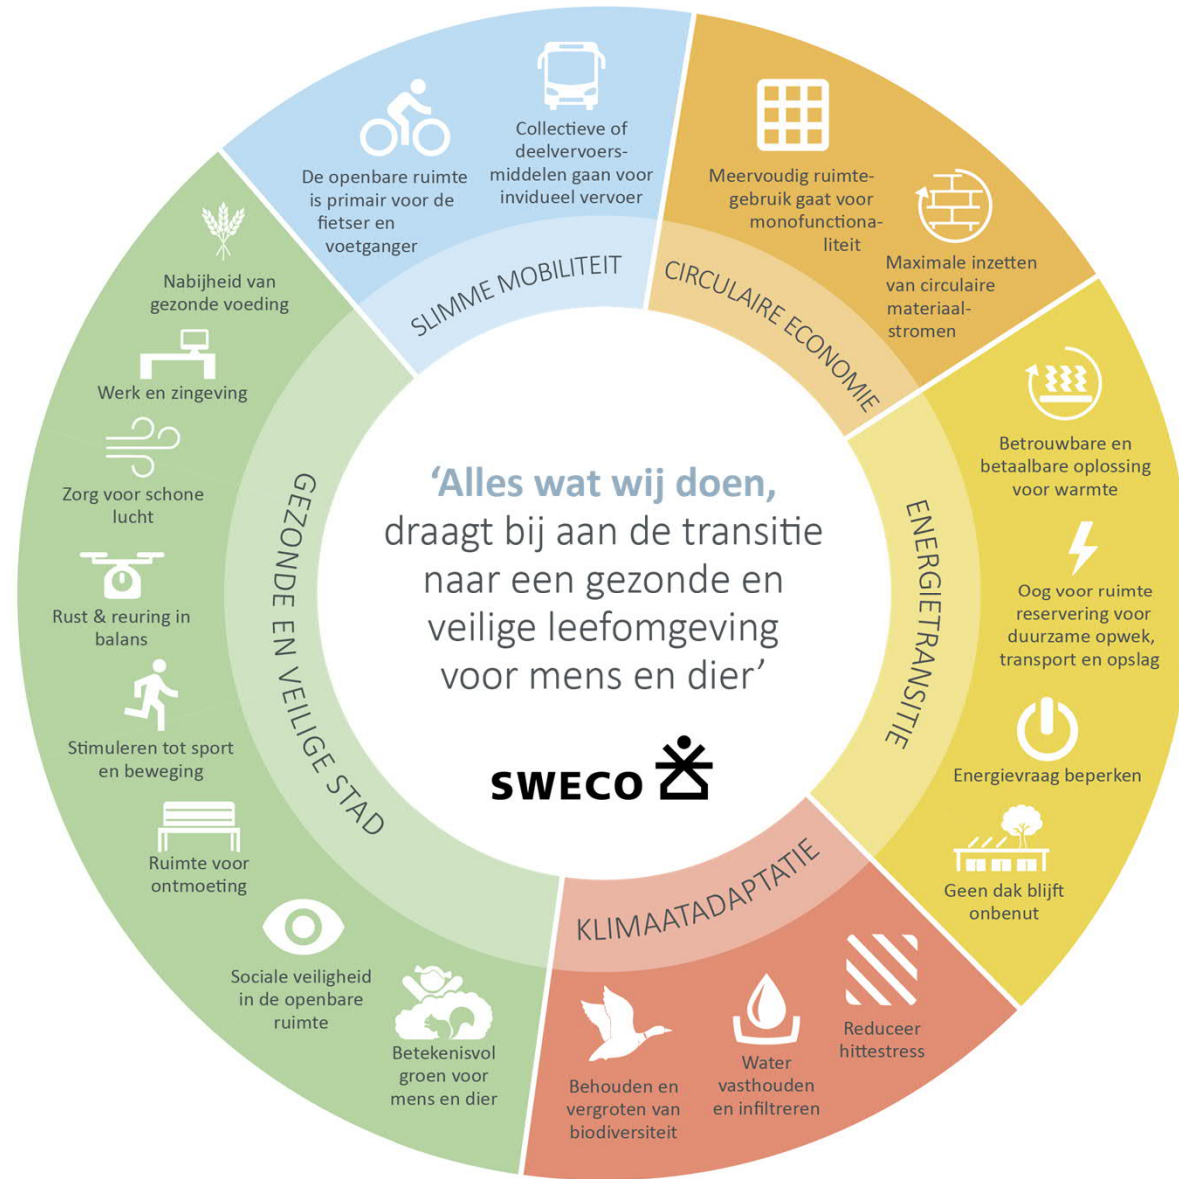 De openbare ruimte
is primair voor de
fietser en
voetganger
Collectieve of
deelvervoers-
middelen gaan voor
invidueel vervoer
SLIMME MOBILITEIT
Meervoudig ruimte-
gebruik gaat voor
monofunctiona-
liteit
Maximale inzetten
van circulaire
materiaal-
stromen
CIRCULAIRE ECONOMIE
Betrouwbare en
betaalbare oplossing
voor warmte
Oog voor ruimte
reservering voor
duurzame opwek,
transport en opslag
Energievraag beperken
Geen dak blijft
onbenut
ENERGIETRANSITIE
Reduceer
hittestress
Water
vasthouden
en infiltreren
Behouden en
vergroten van
biodiversiteit
KLIMAATADAPTATIE
Nabijheid van
gezonde voeding
Werk en zingeving
Zorg voor schone
lucht
Rust & reuring in
balans
Stimuleren tot sport
en beweging
Ruimte voor
ontmoeting
Sociale veiligheid
in de openbare
ruimte
Betekenisvol
groen voor
mens en dier
GEZONDE EN VEILIGE STAD
‘Alles wat wij doen,
draagt bij aan de transitie
naar een gezonde en
veilige leefomgeving
voor mens en dier’
SWECO